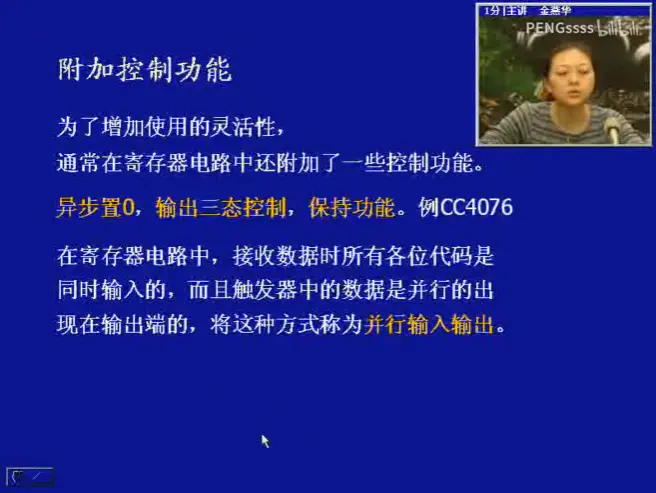 1分|主讲 金燕华
PENGssss bilibili
附加控制功能
为了增加使用的灵活性，
通常在寄存器电路中还附加了一些控制功能。
异步置0，输出三态控制，保持功能。例CC4076
在寄存器电路中，接收数据时所有各位代码是
同时输入的，而且触发器中的数据是并行的出
现在输出端的，将这种方式称为并行输入输出。